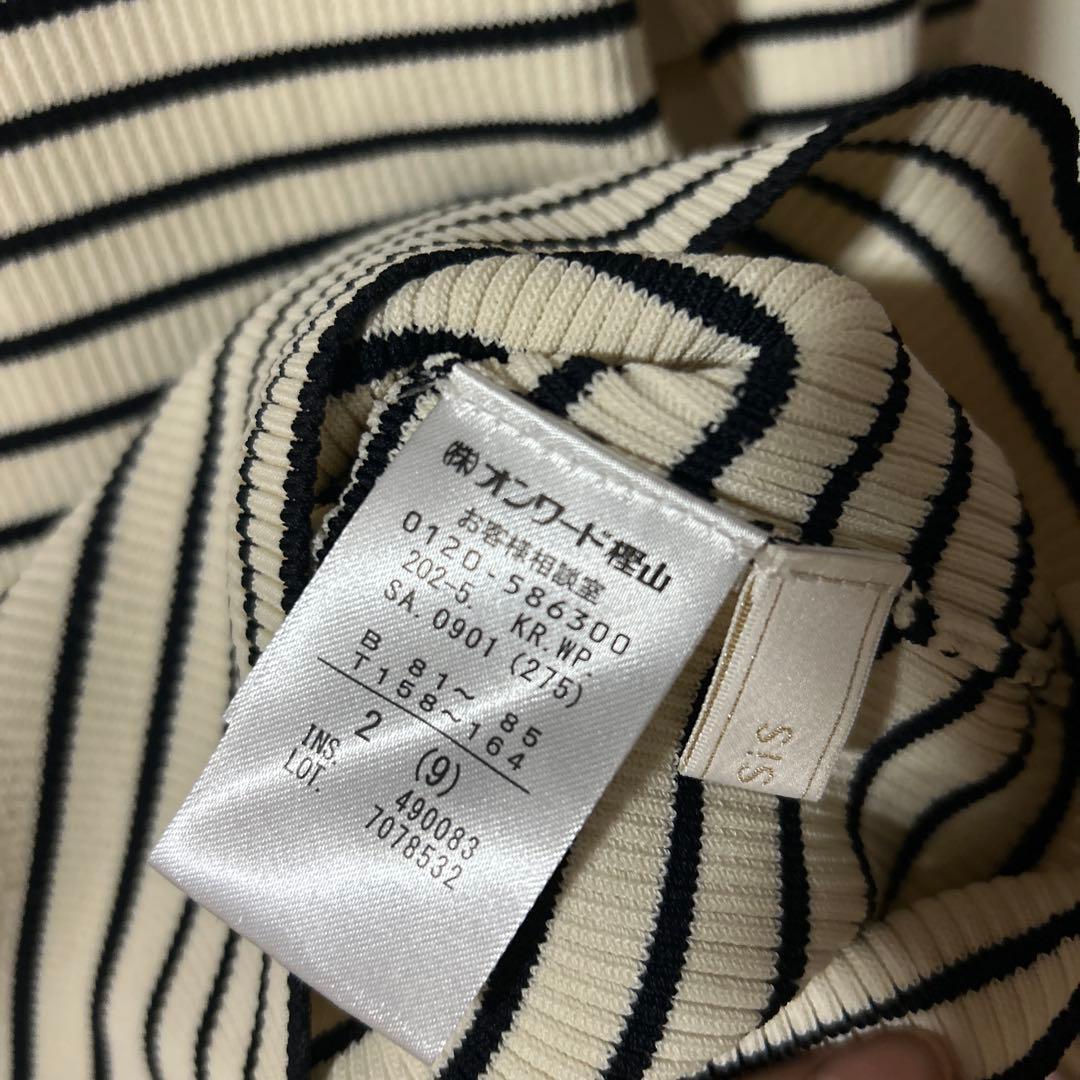 ㈱オンワード樫山
お客様相談室
0120-586300
202-5. KR.WP.
SA.0901 (275)
B 81～ 85
T158～164
2 (9)
INS. 490083
LOT. 7078532
SiS